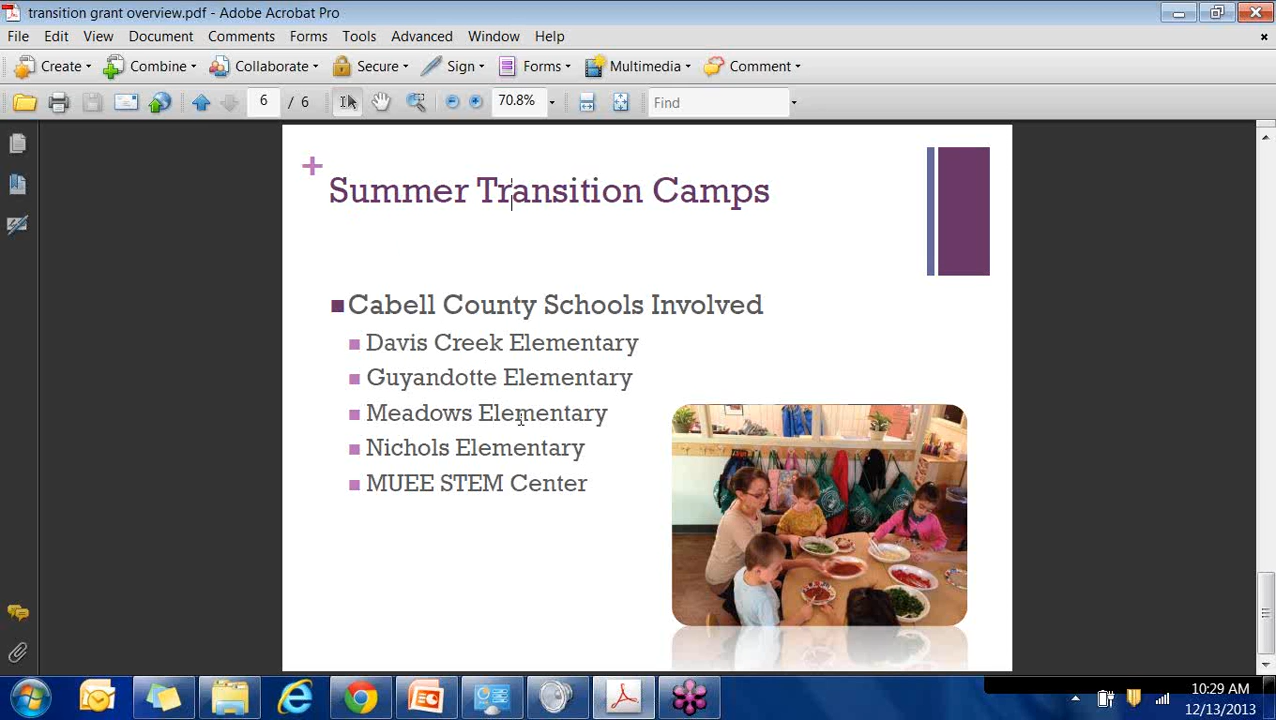 transition grant overview.pdf - Adobe Acrobat Pro
File Edit View Document Comments Forms Tools Advanced Window Help
Create Combine Collaborate Secure Sign Forms Multimedia Comment
6 / 6 70.8% Find
+
Summer Transition Camps
Cabell County Schools Involved
Davis Creek Elementary
Guyandotte Elementary
Meadows Elementary
Nichols Elementary
MUEE STEM Center
10:29 AM
12/13/2013